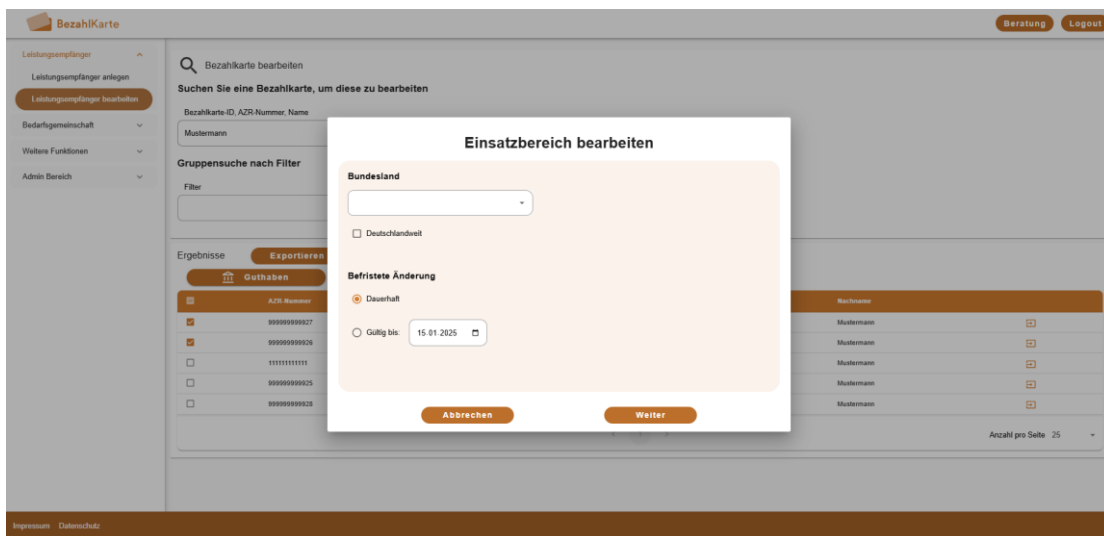 BezahlKarte
Beratung Logout
Leistungsempfänger
Leistungsempfänger anlegen
Leistungsempfänger bearbeiten
Bedarfsgemeinschaft
Weitere Funktionen
Admin Bereich
Bezahlkarte bearbeiten
Suchen Sie eine Bezahlkarte, um diese zu bearbeiten
Bezahlkarte-ID, AZR-Nummer, Name
Mustermann
Gruppensuche nach Filter
Filter
Ergebnisse Exportieren
Guthaben
Einsatzbereich bearbeiten
Bundesland
Deutschlandweit
Befristete Änderung
Dauerhaft
Gültig bis: 15.01.2025
Abbrechen Weiter
AZR-Nummer Nachname
999999999927 Mustermann
999999999926 Mustermann
111111111111 Mustermann
999999999925 Mustermann
999999999928 Mustermann
Anzahl pro Seite 25
Impressum Datenschutz